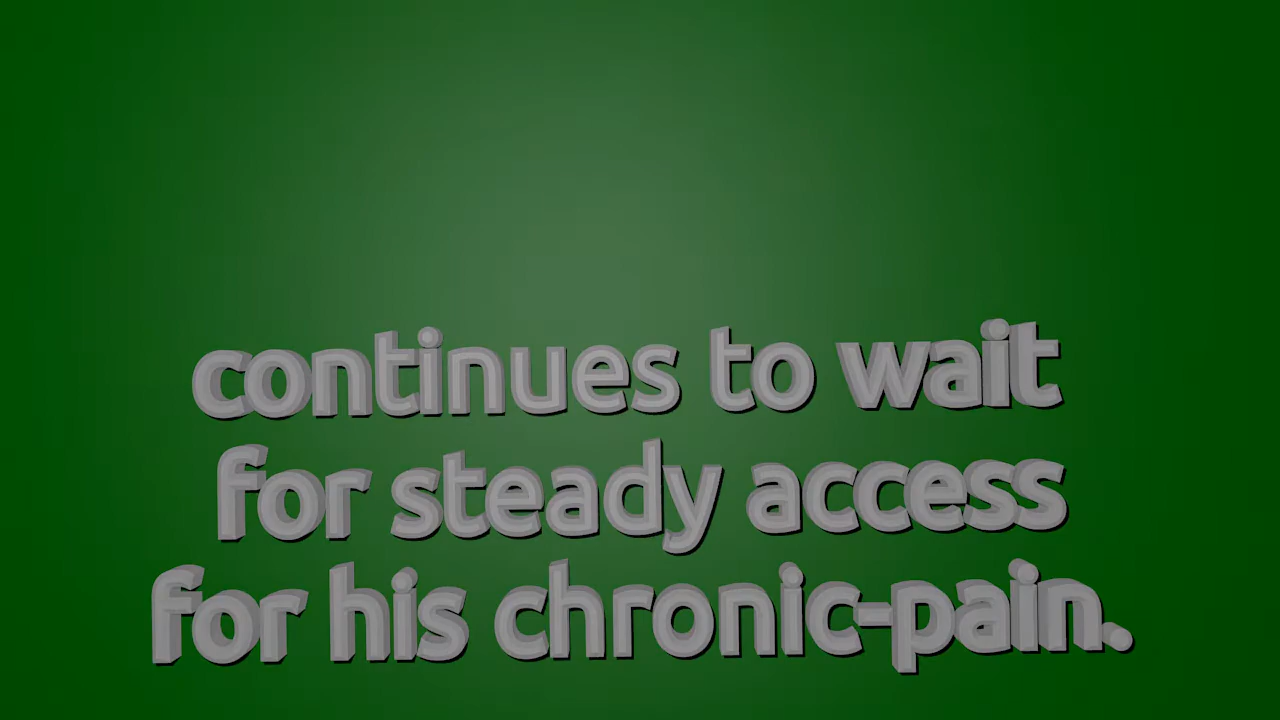 continues to wait
for steady access
for his chronic-pain.